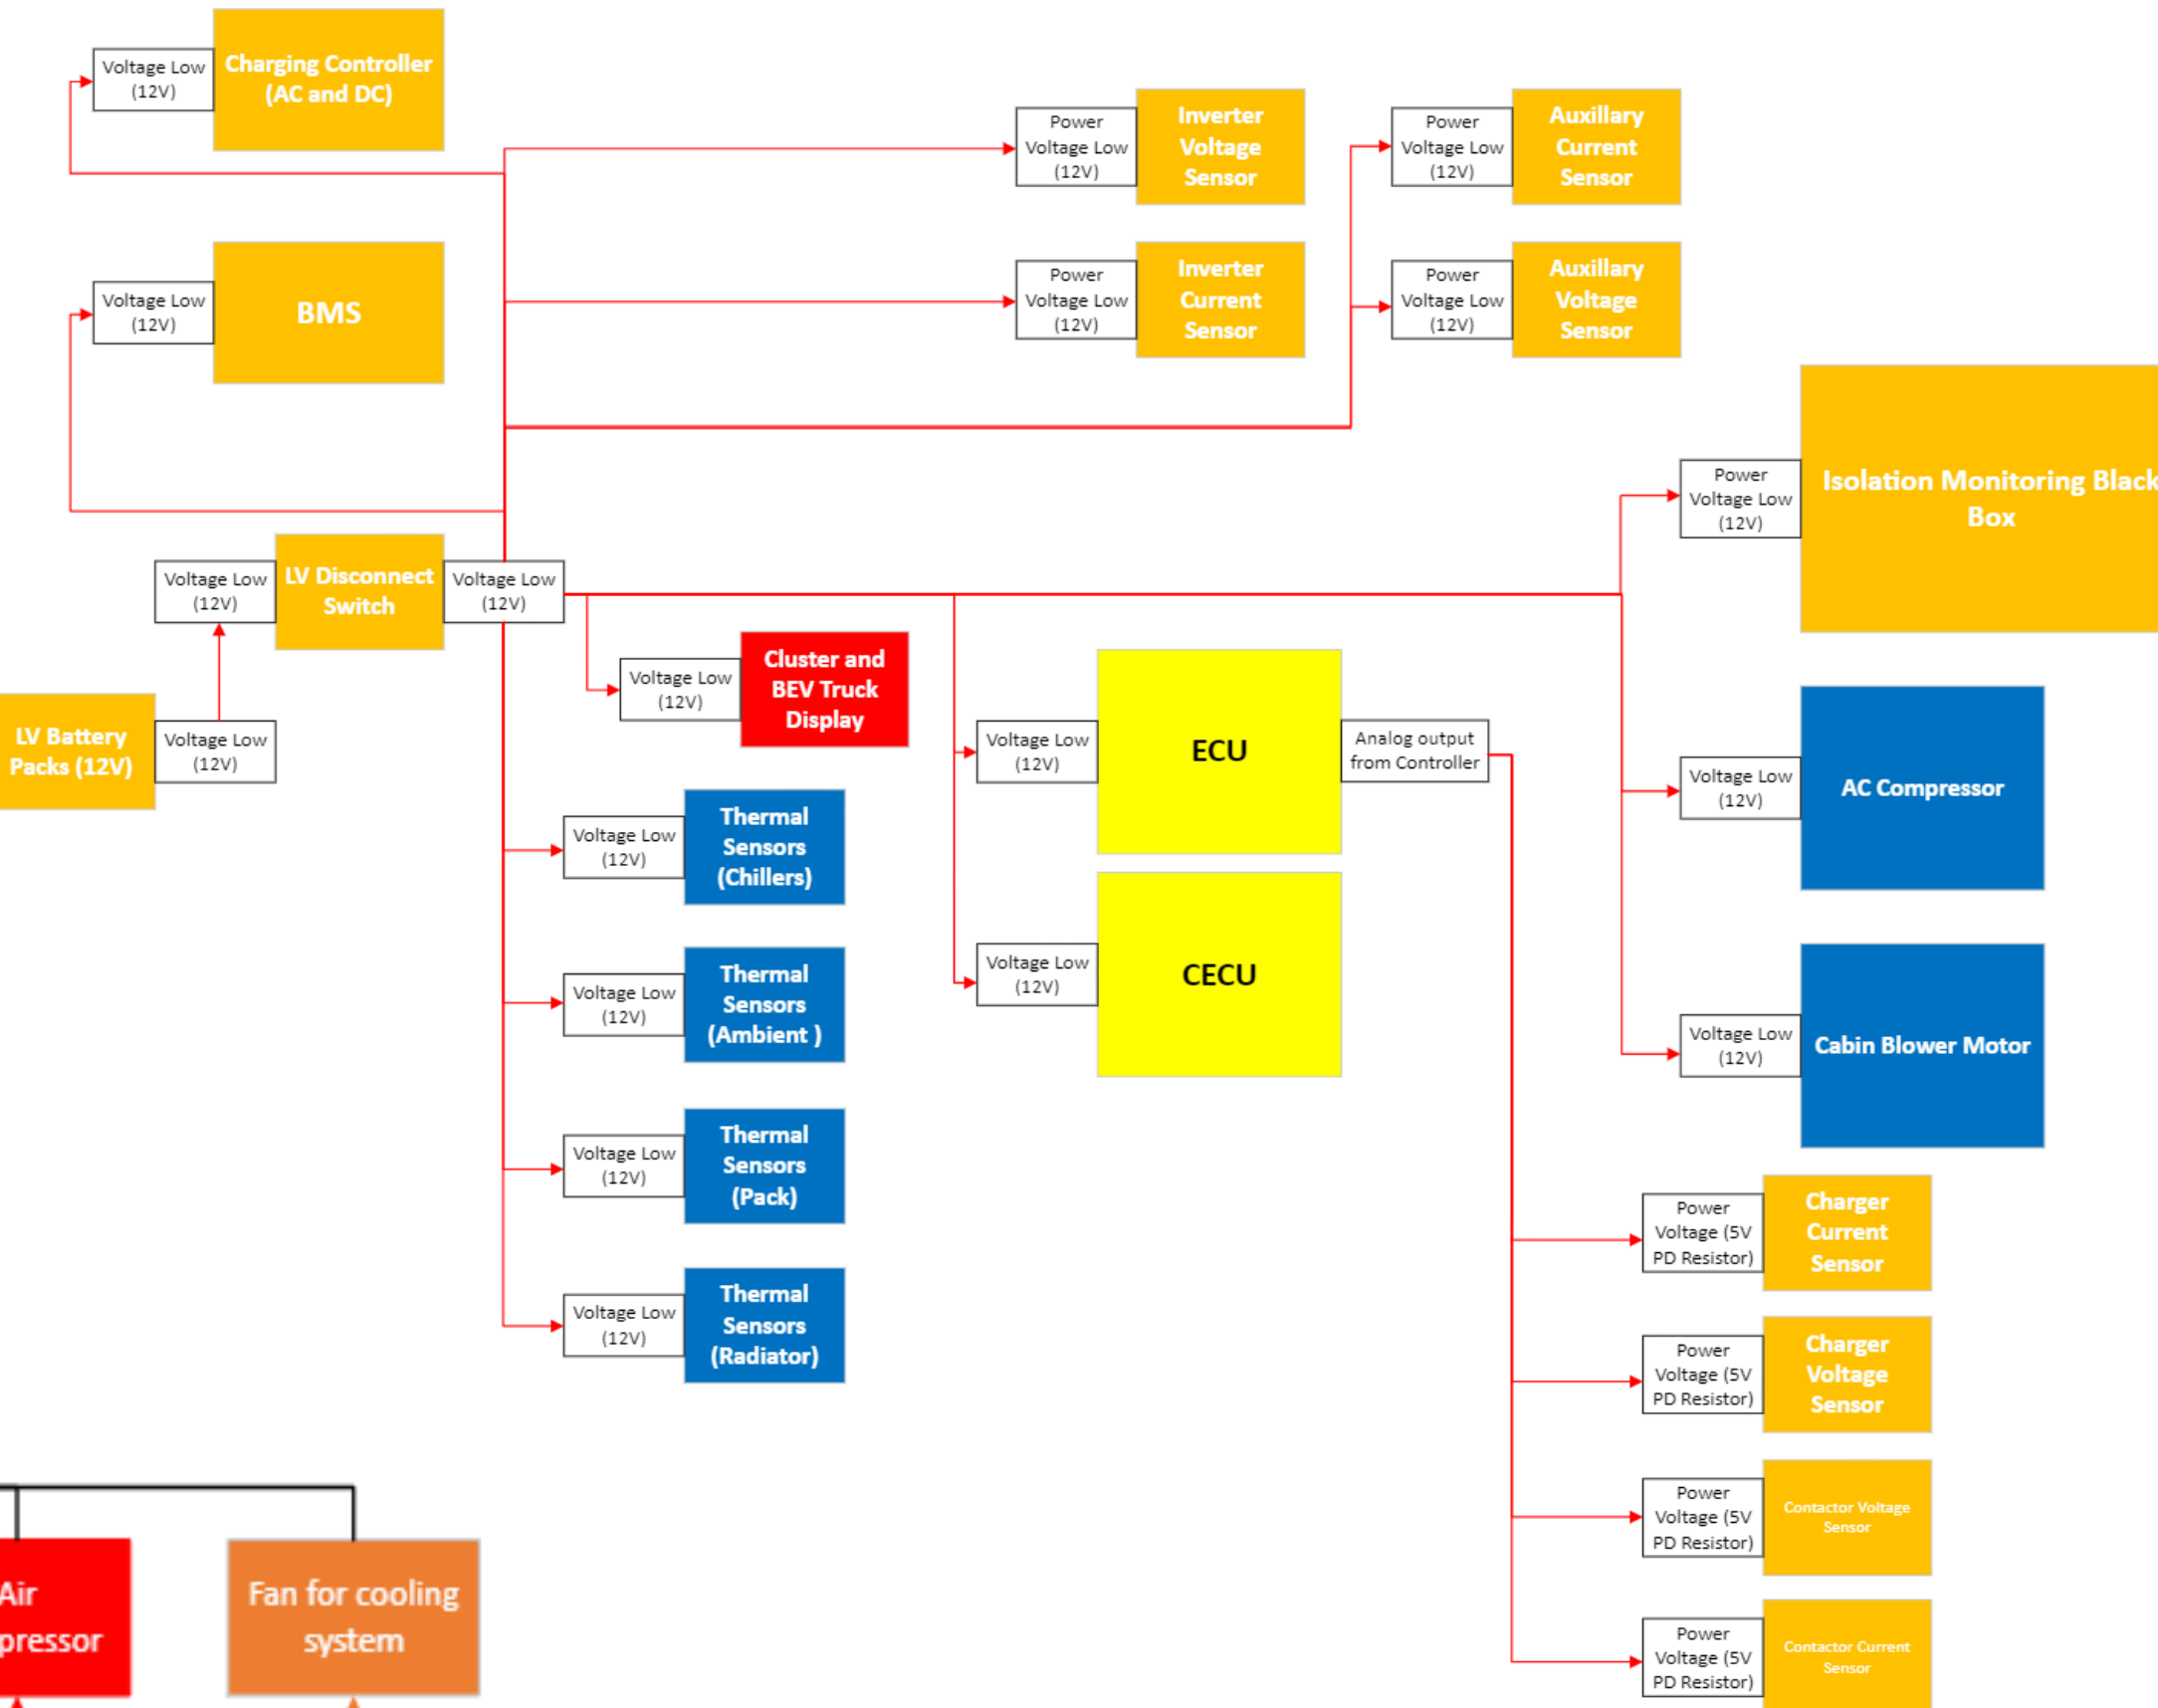 Voltage Low
(12V)
Charging Controller
(AC and DC)
Power
Voltage Low
(12V)
Inverter
Voltage
Sensor
Power
Voltage Low
(12V)
Auxillary
Current
Sensor
Voltage Low
(12V)
BMS
Power
Voltage Low
(12V)
Inverter
Current
Sensor
Power
Voltage Low
(12V)
Auxillary
Voltage
Sensor
Power
Voltage Low
(12V)
Isolation Monitoring Black
Box
Voltage Low
(12V)
LV Disconnect
Switch
Voltage Low
(12V)
LV Battery
Packs (12V)
Voltage Low
(12V)
Voltage Low
(12V)
Cluster and
BEV Truck
Display
Voltage Low
(12V)
ECU
Analog output
from Controller
Voltage Low
(12V)
AC Compressor
Voltage Low
(12V)
Thermal
Sensors
(Chillers)
Voltage Low
(12V)
Thermal
Sensors
(Ambient )
Voltage Low
(12V)
CECU
Voltage Low
(12V)
Cabin Blower Motor
Voltage Low
(12V)
Thermal
Sensors
(Pack)
Voltage Low
(12V)
Thermal
Sensors
(Radiator)
Power
Voltage (5V
PD Resistor)
Charger
Current
Sensor
Power
Voltage (5V
PD Resistor)
Charger
Voltage
Sensor
Power
Voltage (5V
PD Resistor)
Contactor Voltage
Sensor
Power
Voltage (5V
PD Resistor)
Contactor Current
Sensor
Air
pressor
Fan for cooling
system